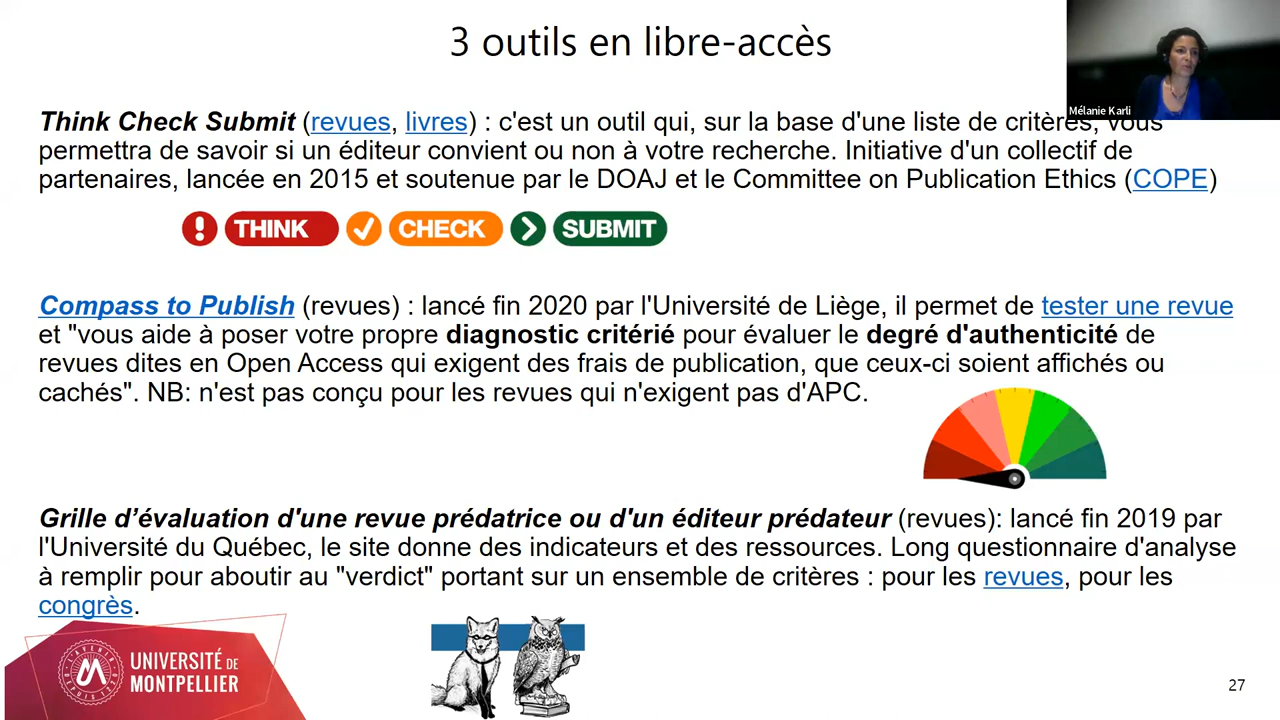 3 outils en libre-accès
Mélanie Karli
Think Check Submit (revues, livres) : c'est un outil qui, sur la base d'une liste de critères, vous
permettra de savoir si un éditeur convient ou non à votre recherche. Initiative d'un collectif de
partenaires, lancée en 2015 et soutenue par le DOAJ et le Committee on Publication Ethics (COPE)
! THINK CHECK SUBMIT
Compass to Publish (revues) : lancé fin 2020 par l'Université de Liège, il permet de tester une revue
et "vous aide à poser votre propre diagnostic critérié pour évaluer le degré d'authenticité de
revues dites en Open Access qui exigent des frais de publication, que ceux-ci soient affichés ou
cachés". NB: n'est pas conçu pour les revues qui n'exigent pas d'APC.
Grille d’évaluation d'une revue prédatrice ou d'un éditeur prédateur (revues): lancé fin 2019 par
l'Université du Québec, le site donne des indicateurs et des ressources. Long questionnaire d'analyse
à remplir pour aboutir au "verdict" portant sur un ensemble de critères : pour les revues, pour les
congrès.
UNIVERSITÉ DE
MONTPELLIER
27